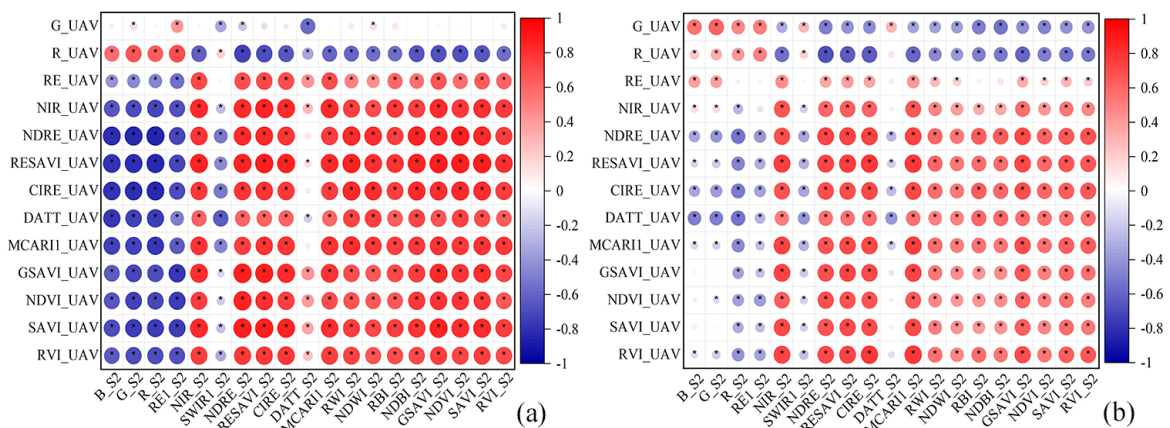 G_UAV
R_UAV
RE_UAV
NIR_UAV
NDRE_UAV
RESAVI_UAV
CIRE_UAV
DATT_UAV
MCARI1_UAV
GSAVI_UAV
NDVI_UAV
SAVI_UAV
RVI_UAV
B_S2
G_S2
R_S2
RE1_S2
NIR_S2
SWIR1_S2
NDRE_S2
RESAVI_S2
CIRE_S2
DATT_S2
MCARI1_S2
RWI_S2
NDWI_S2
RBI_S2
NDBI_S2
GSAVI_S2
NDVI_S2
SAVI_S2
RVI_S2
1
0.8
0.6
0.4
0.2
0
-0.2
-0.4
-0.6
-0.8
-1
(a)
G_UAV
R_UAV
RE_UAV
NIR_UAV
NDRE_UAV
RESAVI_UAV
CIRE_UAV
DATT_UAV
MCARI1_UAV
GSAVI_UAV
NDVI_UAV
SAVI_UAV
RVI_UAV
B_S2
G_S2
R_S2
RE1_S2
NIR_S2
SWIR1_S2
NDRE_S2
RESAVI_S2
CIRE_S2
DATT_S2
MCARI1_S2
RWI_S2
NDWI_S2
RBI_S2
NDBI_S2
GSAVI_S2
NDVI_S2
SAVI_S2
RVI_S2
1
0.8
0.6
0.4
0.2
0
-0.2
-0.4
-0.6
-0.8
-1
(b)